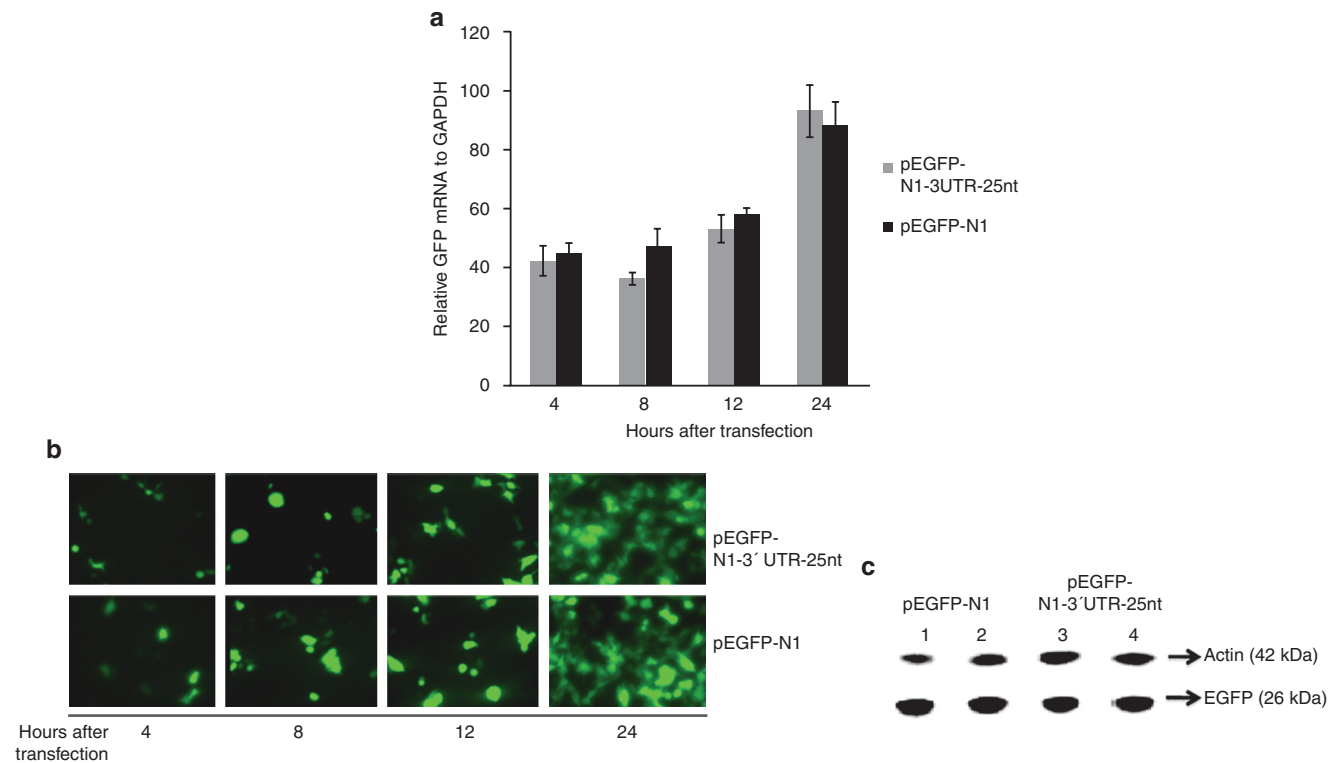 a
Relative GFP mRNA to GAPDH
120
100
80
60
40
20
0
4 8 12 24
Hours after transfection
pEGFP-
N1-3UTR-25nt
pEGFP-N1
b
pEGFP-
N1-3´ UTR-25nt
pEGFP-N1
Hours after
transfection
4 8 12 24
c
pEGFP-N1
pEGFP-
N1-3´UTR-25nt
1 2 3 4
Actin (42 kDa)
EGFP (26 kDa)